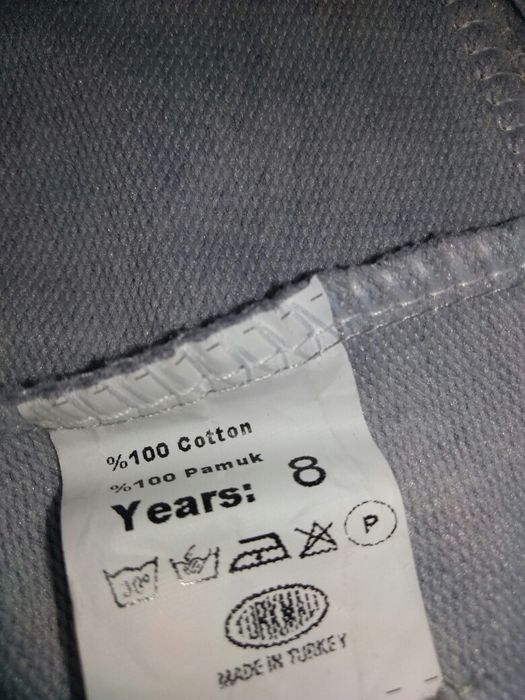 %100 Cotton
%100 Pamuk
Years: 8
30°
P
MADE IN TURKEY